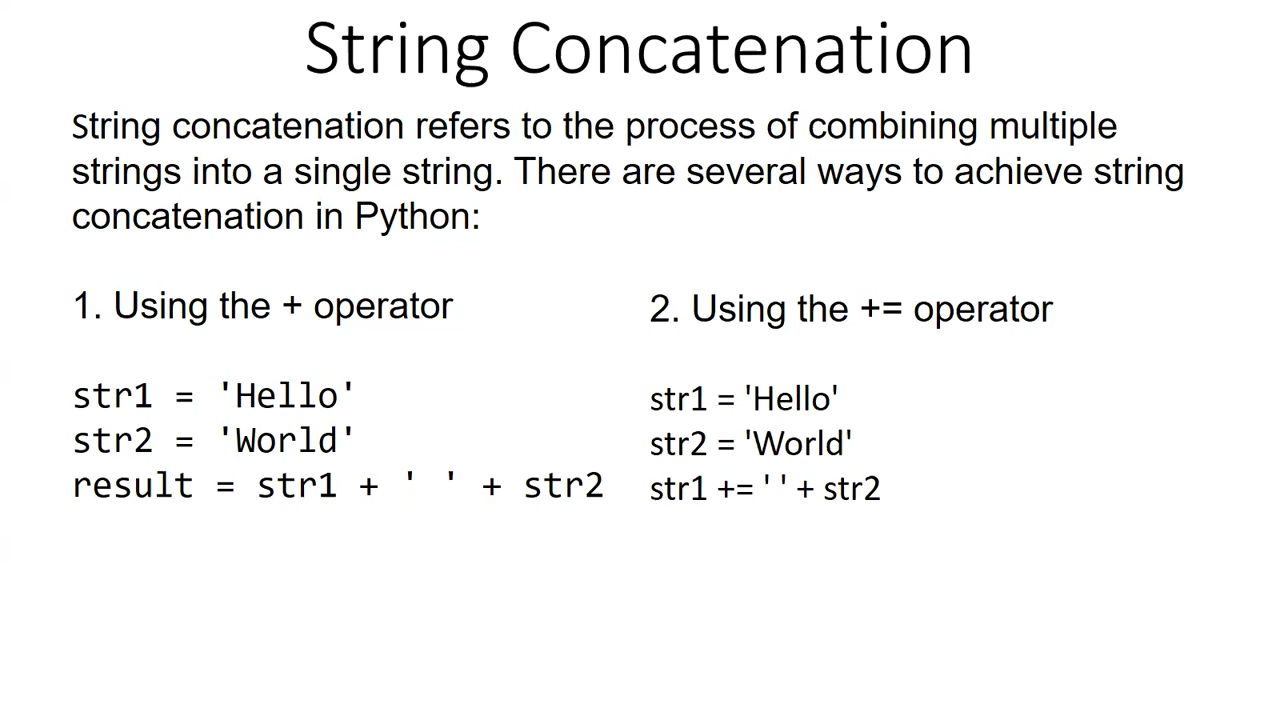 String Concatenation
String concatenation refers to the process of combining multiple
strings into a single string. There are several ways to achieve string
concatenation in Python:
1. Using the + operator
str1 = 'Hello'
str2 = 'World'
result = str1 + ' ' + str2
2. Using the += operator
str1 = 'Hello'
str2 = 'World'
str1 += ' ' + str2